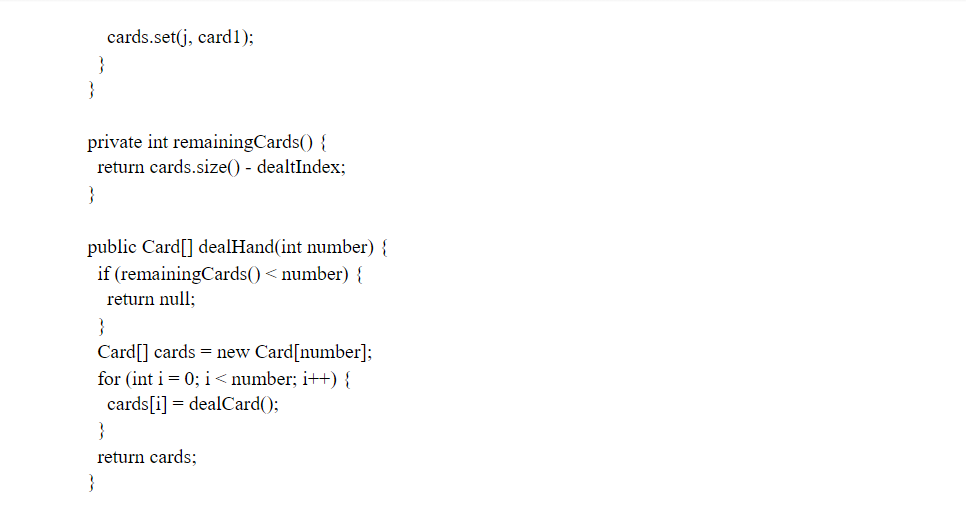 cards.set(j, card1);
}
}
private int remainingCards() {
return cards.size() - dealtIndex;
}
public Card[] dealHand(int number) {
if (remainingCards() < number) {
return null;
}
Card[] cards = new Card[number];
for (int i = 0; i < number; i++) {
cards[i] = dealCard();
}
return cards;
}